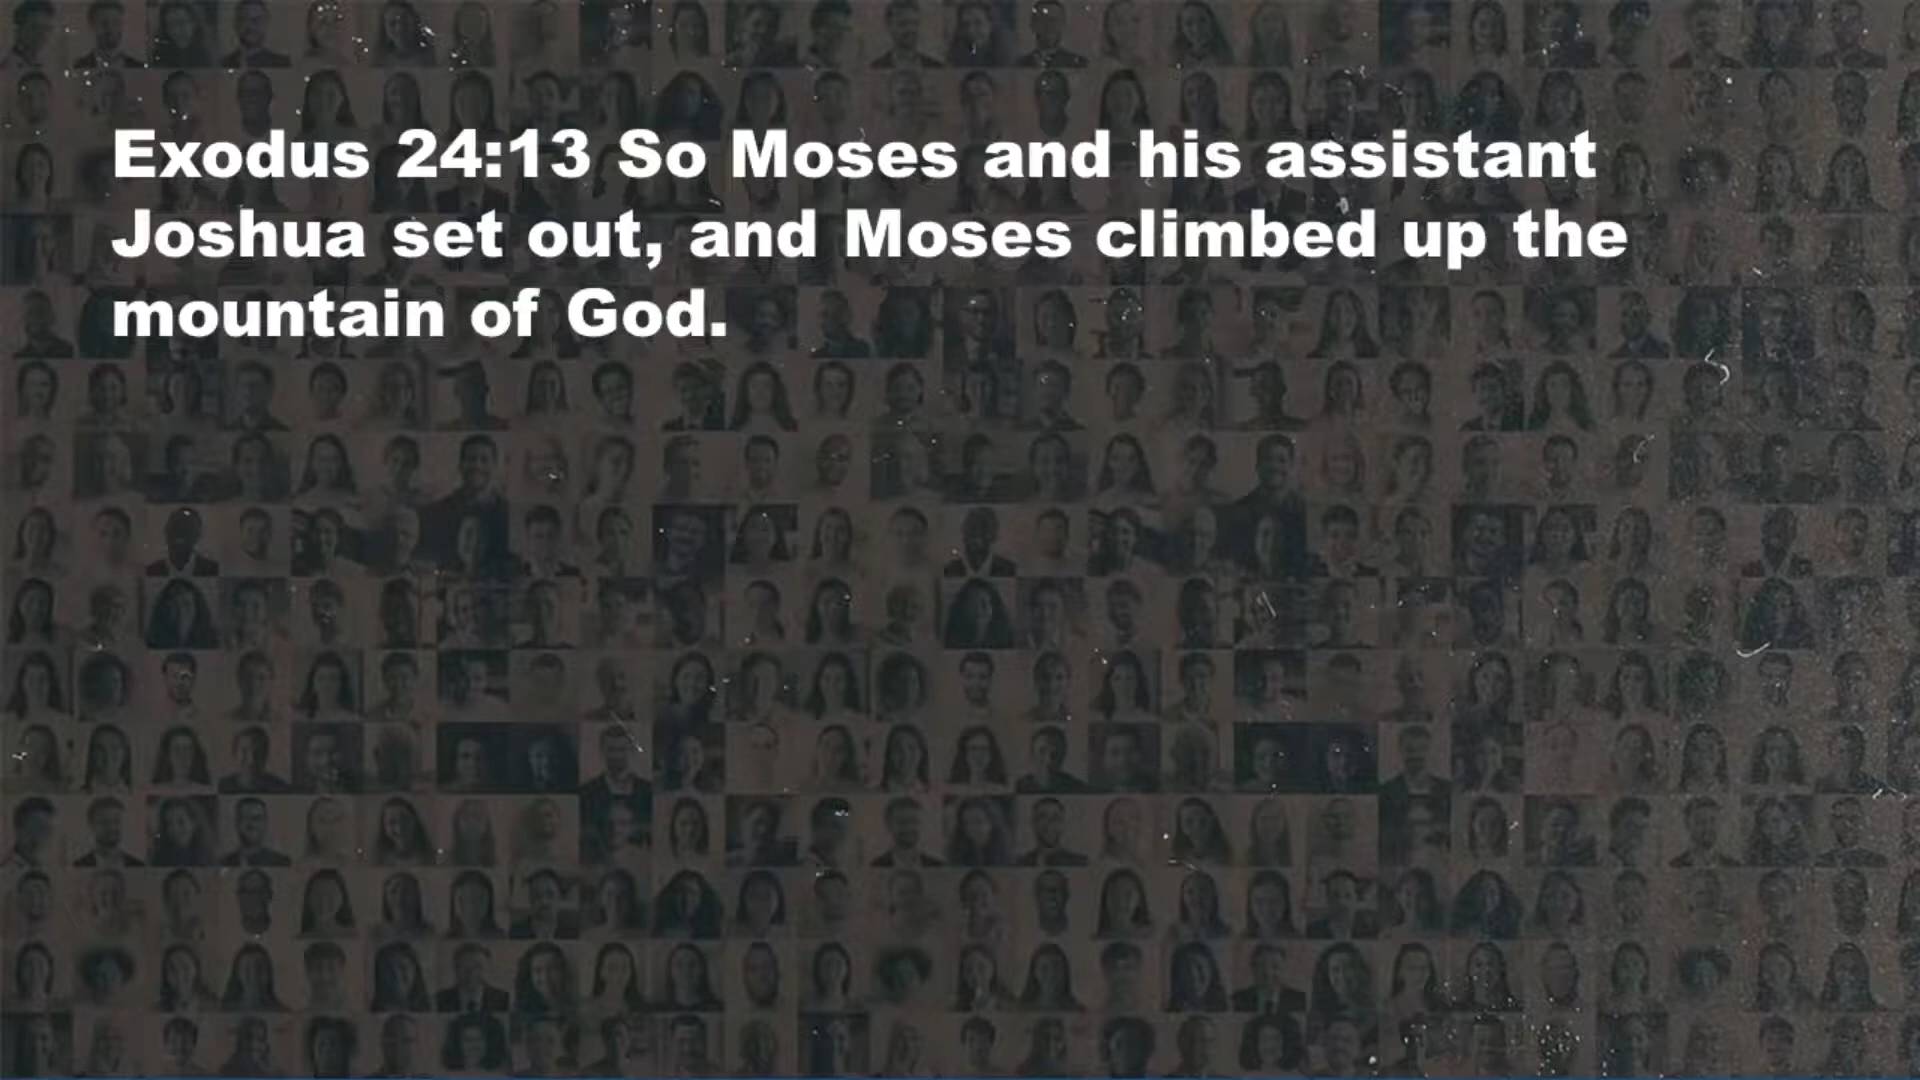 Exodus 24:13 So Moses and his assistant
Joshua set out, and Moses climbed up the
mountain of God.